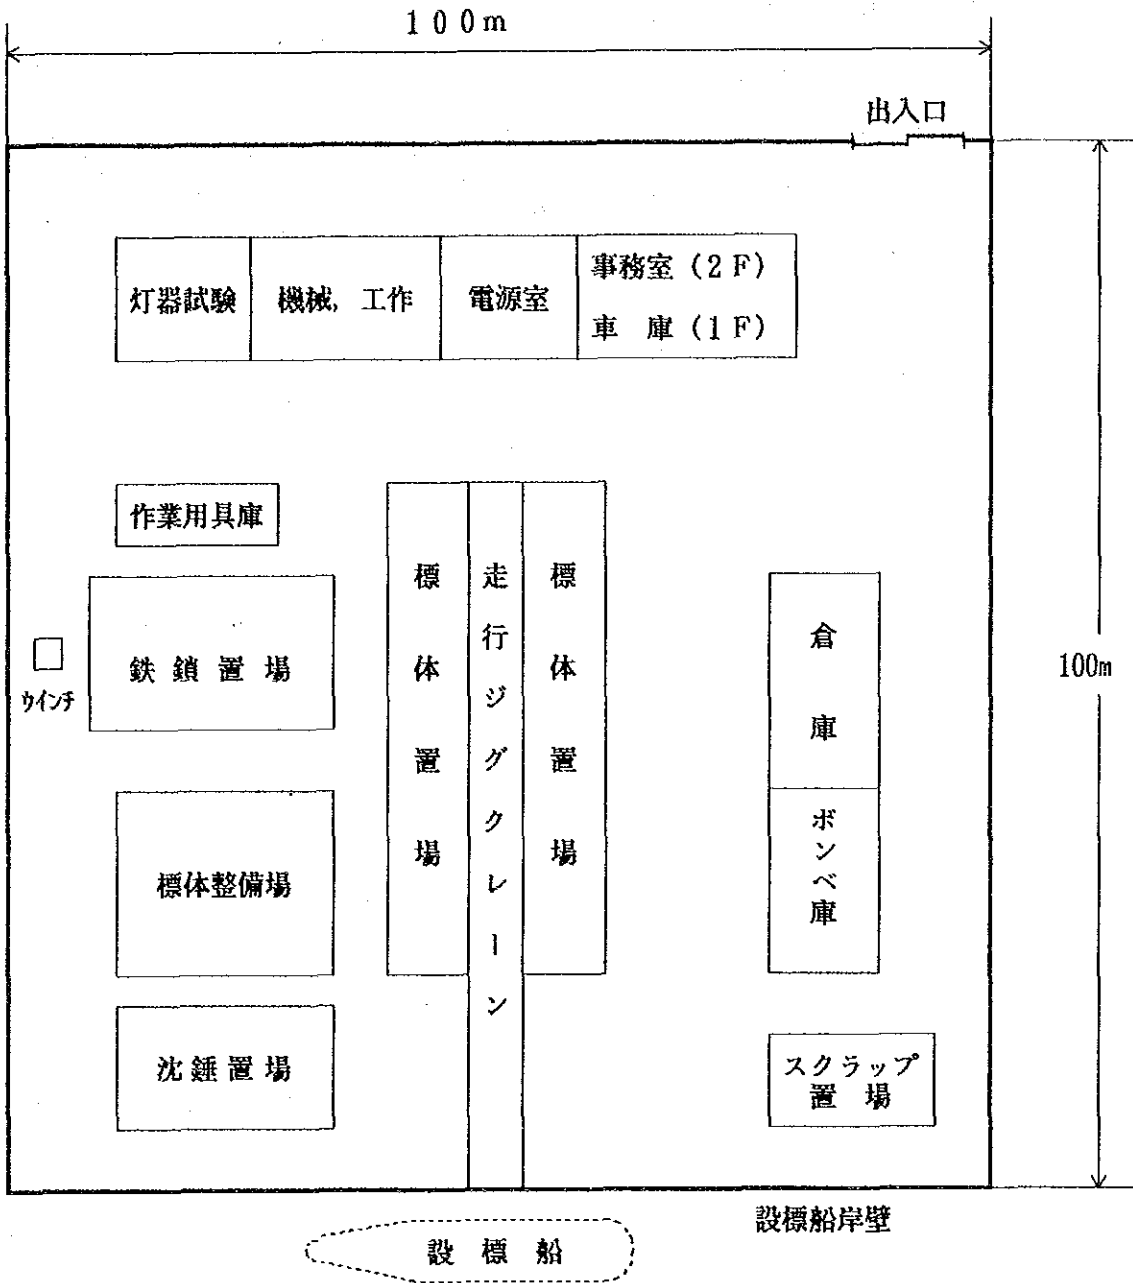 100m
出入口
灯器試験
機械, 工作
電源室
事務室 (2F)
車 庫 (1F)
作業用具庫
標体置場
走行ジグクレーン
標体置場
鉄鎖置場
ウインチ
倉庫
100m
標体整備場
ボンベ庫
沈錘置場
スクラップ
置 場
設標船岸壁
設標船